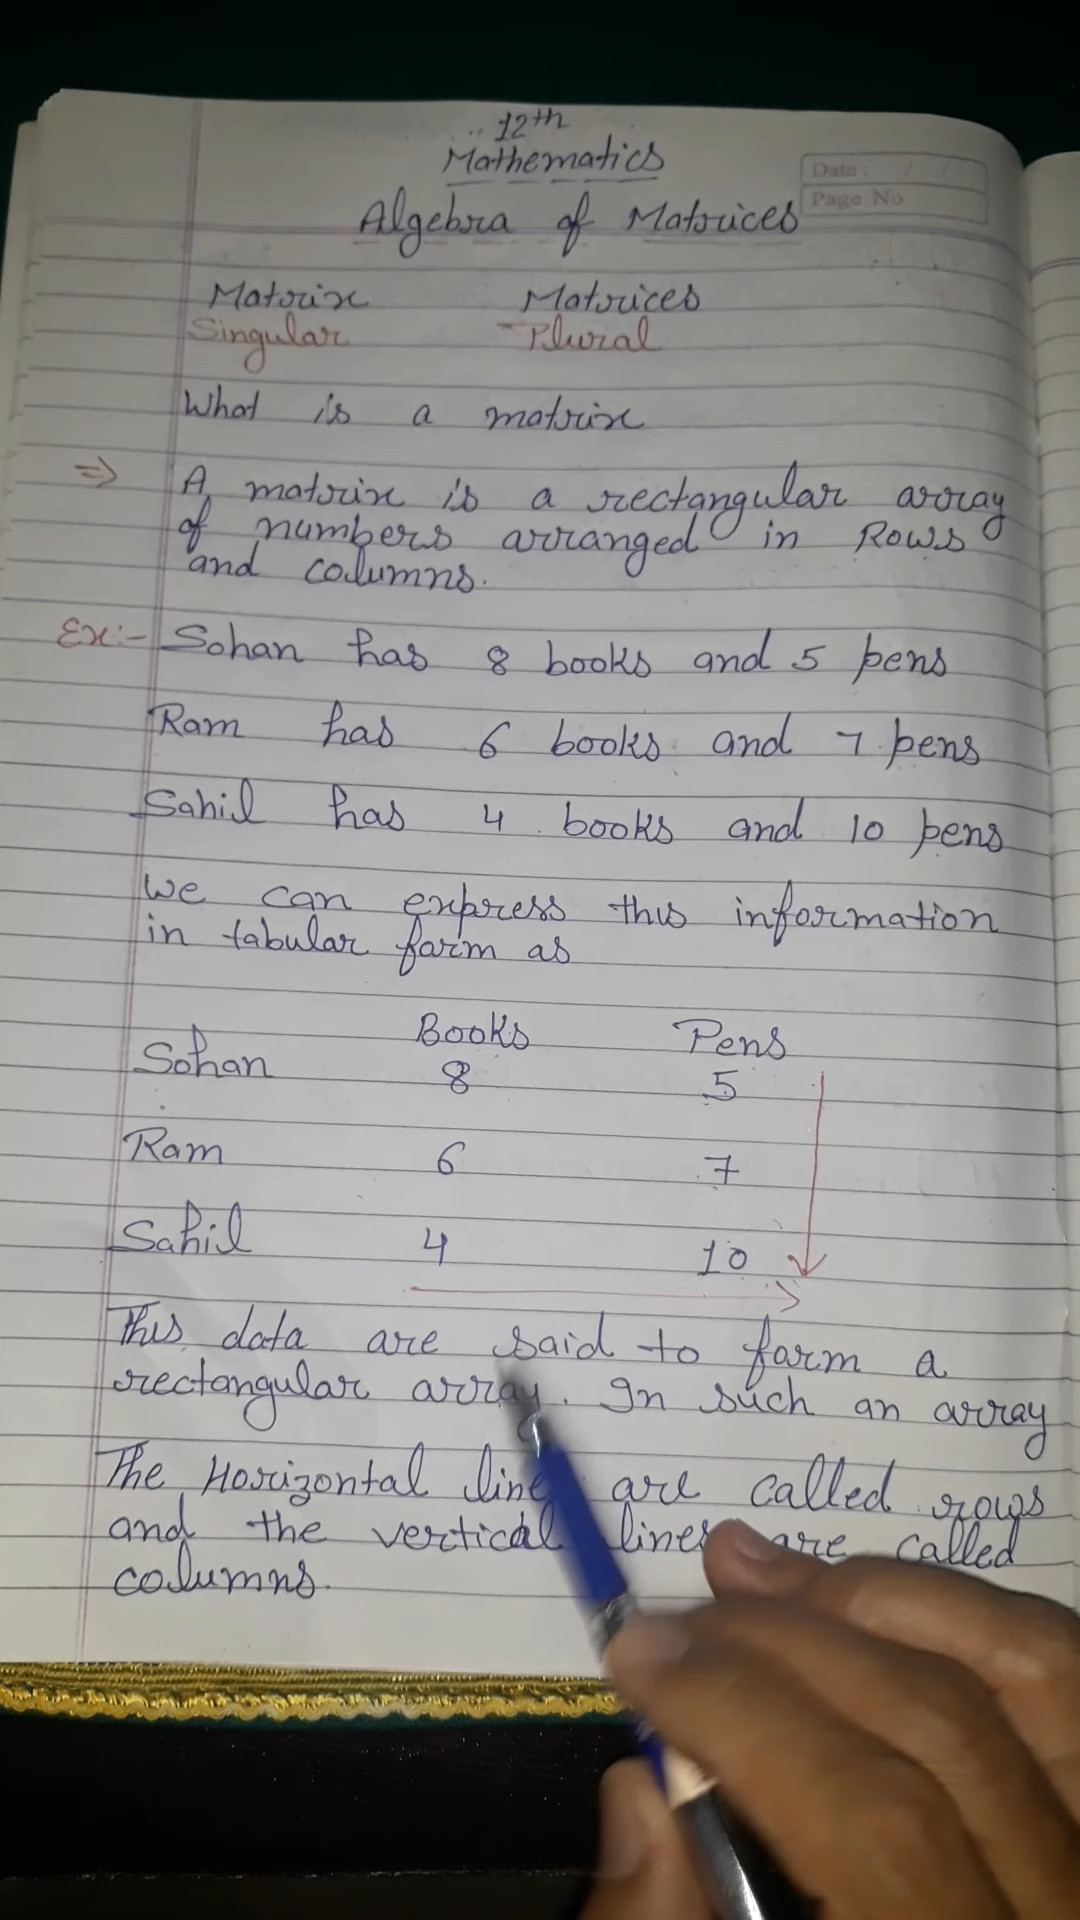 12th
Mathematics
Date : / /
Page No.
Algebra of Matrices
Matrix Matrices
Singular Plural
What is a matrix
⇒ A matrix is a rectangular array
of numbers arranged in Rows
and columns.
Ex:- Sohan has 8 books and 5 pens
Ram has 6 books and 7 pens
Sahil has 4 books and 10 pens
We can express this information
in tabular form as
Books Pens
Sohan 8 5
Ram 6 7
Sahil 4 10
This data are said to form a
rectangular array. In such an array
The Horizontal line are called rows
and the vertical lines are called
columns.